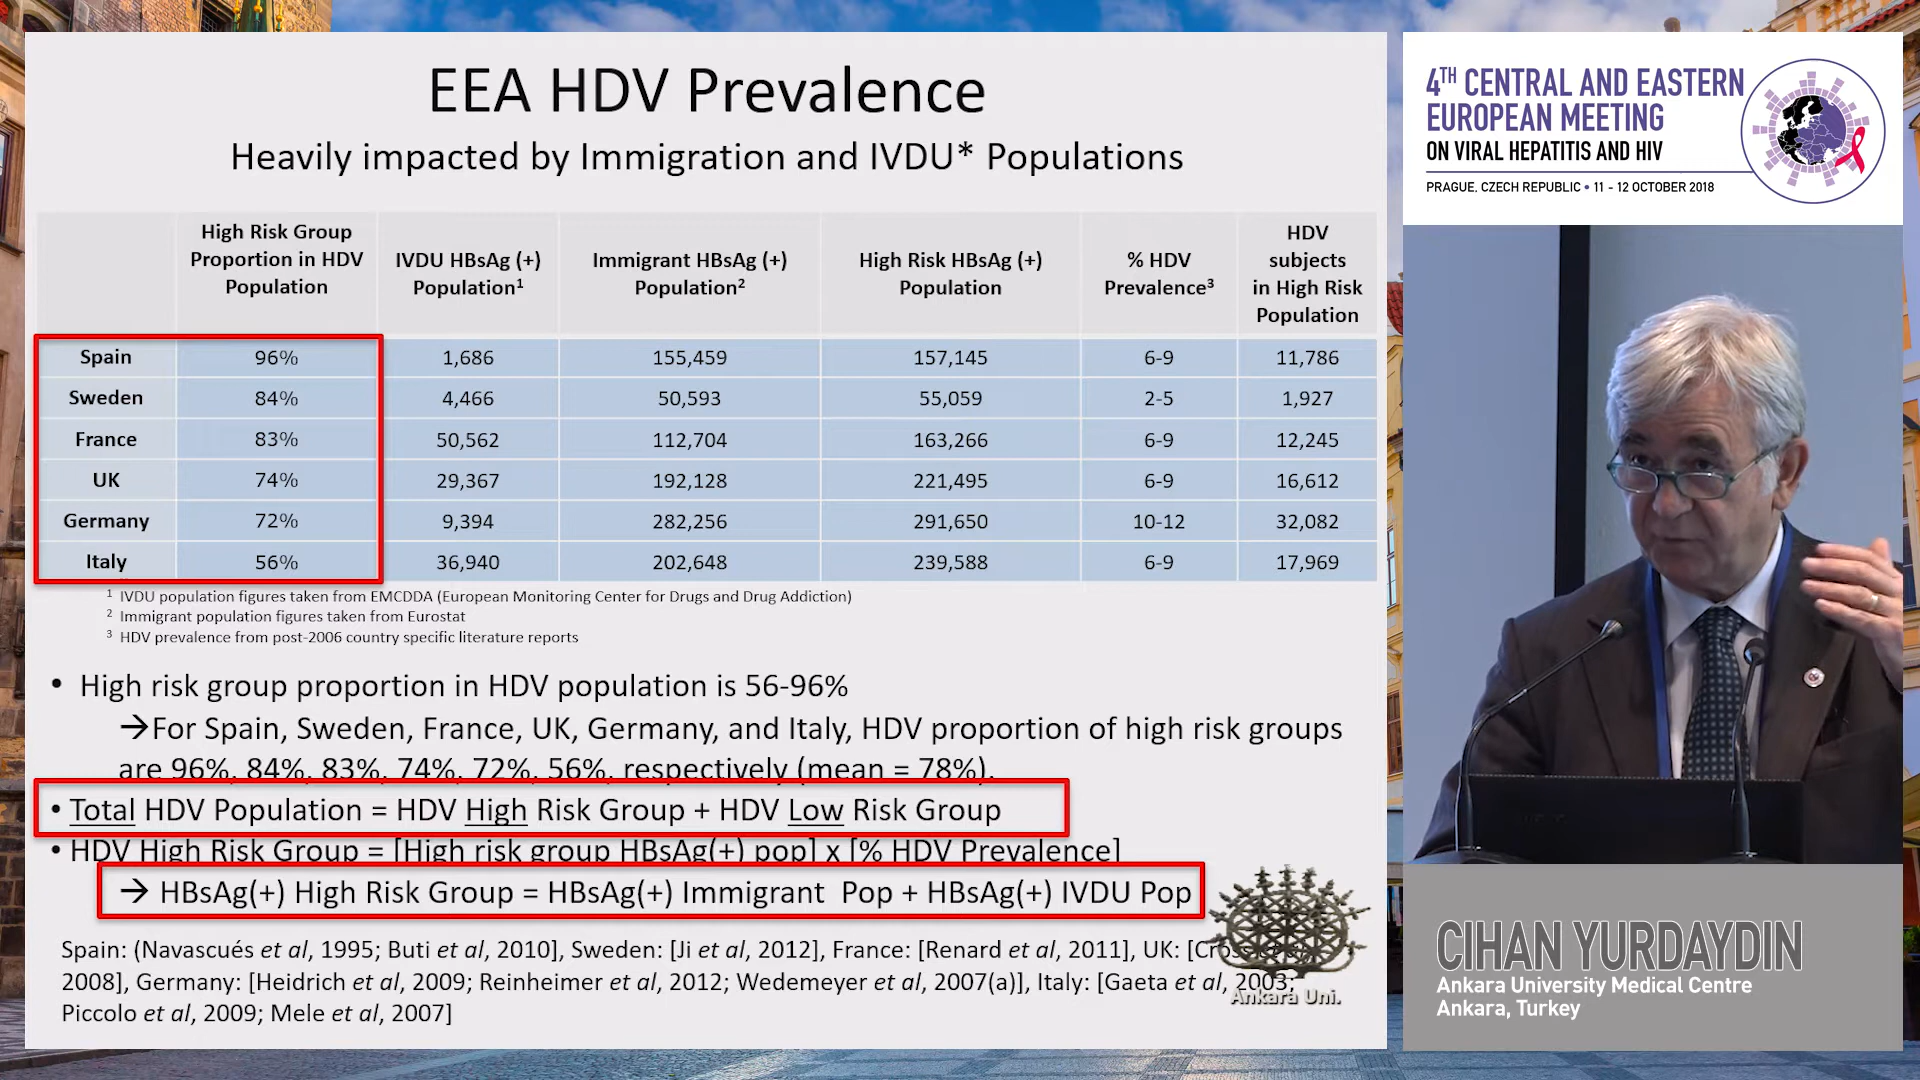 EEA HDV Prevalence
Heavily impacted by Immigration and IVDU* Populations
High Risk Group Proportion in HDV Population | IVDU HBsAg (+) Population1 | Immigrant HBsAg (+) Population2 | High Risk HBsAg (+) Population | % HDV Prevalence3 | HDV subjects in High Risk Population
Spain 96% 1,686 155,459 157,145 6-9 11,786
Sweden 84% 4,466 50,593 55,059 2-5 1,927
France 83% 50,562 112,704 163,266 6-9 12,245
UK 74% 29,367 192,128 221,495 6-9 16,612
Germany 72% 9,394 282,256 291,650 10-12 32,082
Italy 56% 36,940 202,648 239,588 6-9 17,969
1 IVDU population figures taken from EMCDDA (European Monitoring Center for Drugs and Drug Addiction)
2 Immigrant population figures taken from Eurostat
3 HDV prevalence from post-2006 country specific literature reports
• High risk group proportion in HDV population is 56-96%
→For Spain, Sweden, France, UK, Germany, and Italy, HDV proportion of high risk groups
are 96%, 84%, 83%, 74%, 72%, 56%, respectively (mean = 78%).
• Total HDV Population = HDV High Risk Group + HDV Low Risk Group
• HDV High Risk Group = [High risk group HBsAg(+) pop] x [% HDV Prevalence]
→ HBsAg(+) High Risk Group = HBsAg(+) Immigrant Pop + HBsAg(+) IVDU Pop
Spain: (Navascués et al, 1995; Buti et al, 2010], Sweden: [Ji et al, 2012], France: [Renard et al, 2011], UK: [
2008], Germany: [Heidrich et al, 2009; Reinheimer et al, 2012; Wedemeyer et al, 2007(a)], Italy: [Gaeta et al, 2003;
Piccolo et al, 2009; Mele et al, 2007]
Ankara Uni.
4TH CENTRAL AND EASTERN
EUROPEAN MEETING
ON VIRAL HEPATITIS AND HIV
PRAGUE, CZECH REPUBLIC • 11 - 12 OCTOBER 2018
CIHAN YURDAYDIN
Ankara University Medical Centre
Ankara, Turkey